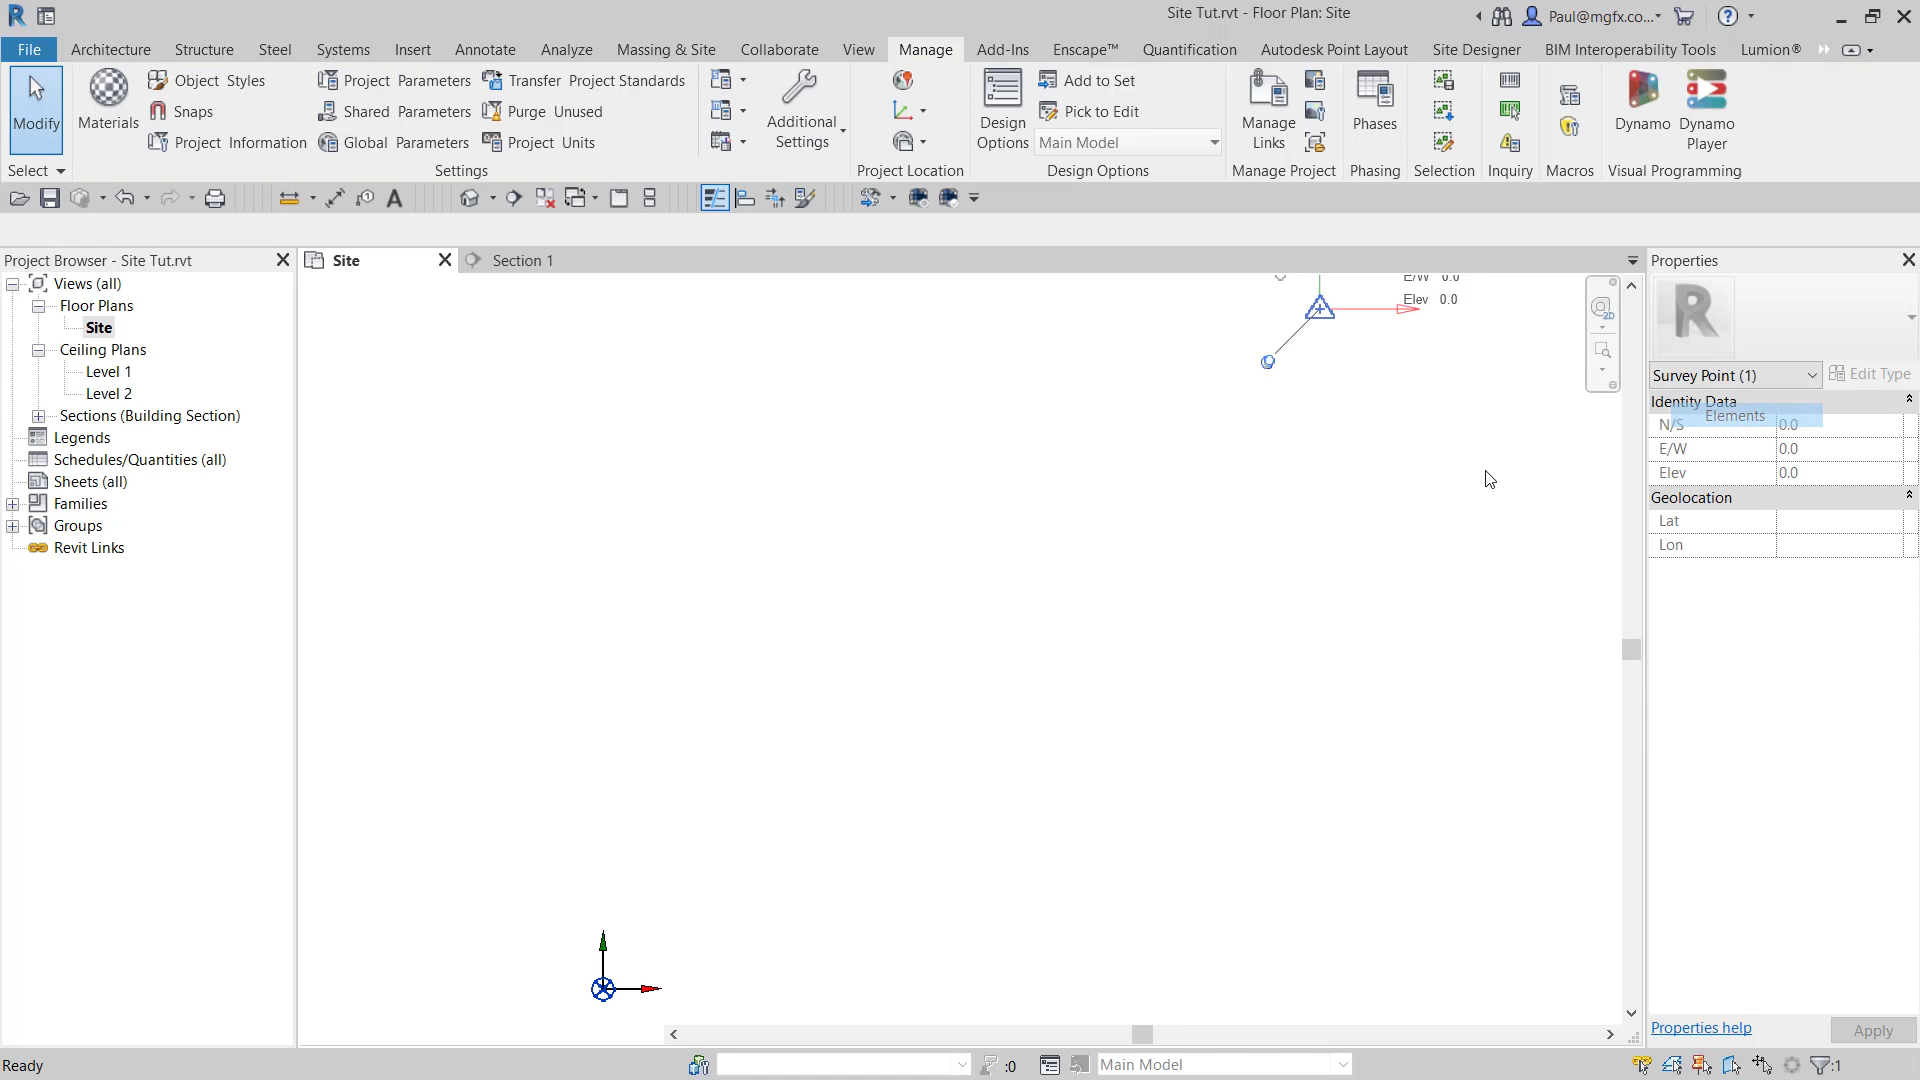 Site Tut.rvt - Floor Plan: Site
Paul@mgfx.co...
File Architecture Structure Steel Systems Insert Annotate Analyze Massing & Site Collaborate View Manage Add-Ins Enscape™ Quantification Autodesk Point Layout Site Designer BIM Interoperability Tools Lumion®
Modify
Materials
Object Styles
Snaps
Project Information
Project Parameters
Shared Parameters
Global Parameters
Transfer Project Standards
Purge Unused
Project Units
Additional
Settings
Design
Options
Add to Set
Pick to Edit
Main Model
Manage
Links
Phases
Dynamo
Dynamo
Player
Select Settings Project Location Design Options Manage Project Phasing Selection Inquiry Macros Visual Programming
A
Project Browser - Site Tut.rvt
Views (all)
Floor Plans
Site
Ceiling Plans
Level 1
Level 2
Sections (Building Section)
Legends
Schedules/Quantities (all)
Sheets (all)
Families
Groups
Revit Links
Site
Section 1
E/W 0.0
Elev 0.0
2D
Properties
R
Survey Point (1)
Edit Type
Identity Data
Elements
N/S 0.0
E/W 0.0
Elev 0.0
Geolocation
Lat
Lon
Properties help
Apply
Ready
:0
Main Model
:1